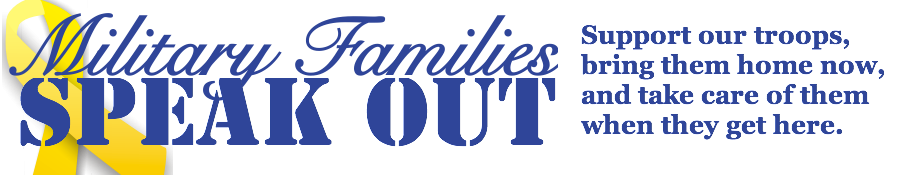 Military Families
SPEAK OUT
Support our troops,
bring them home now,
and take care of them
when they get here.